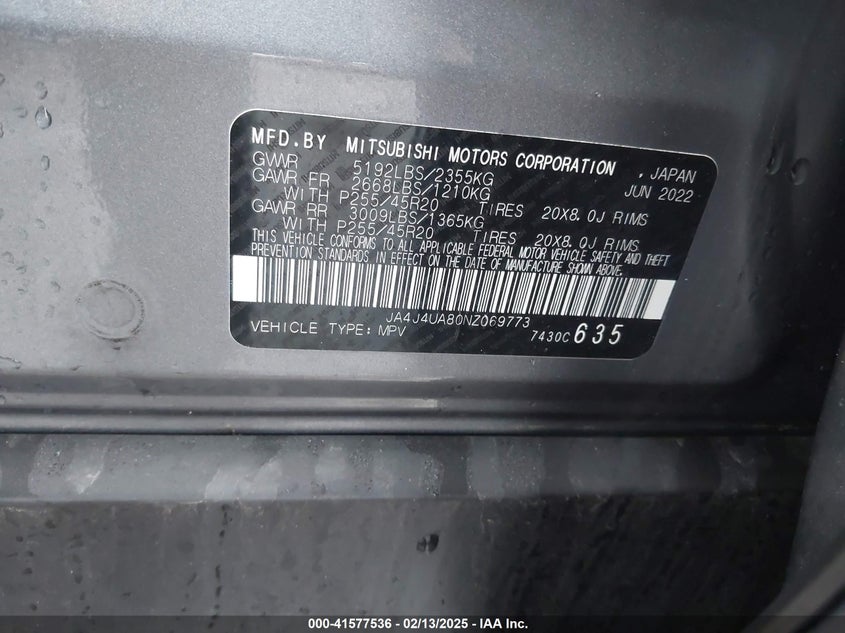 MFD.BY MITSUBISHI MOTORS CORPORATION , JAPAN
GVWR 5192LBS/2355KG JUN 2022
GAWR FR 2668LBS/1210KG
WITH P255/45R20 TIRES 20X8.0J RIMS
GAWR RR 3009LBS/1365KG
WITH P255/45R20 TIRES 20X8.0J RIMS
THIS VEHICLE CONFORMS TO ALL APPLICABLE FEDERAL MOTOR VEHICLE SAFETY AND THEFT
PREVENTION STANDARDS IN EFFECT ON THE DATE OF MANUFACTURE SHOWN ABOVE.
JA4J4UA80NZ069773
VEHICLE TYPE: MPV 7430C 635
000-41577536 - 02/13/2025 - IAA Inc.